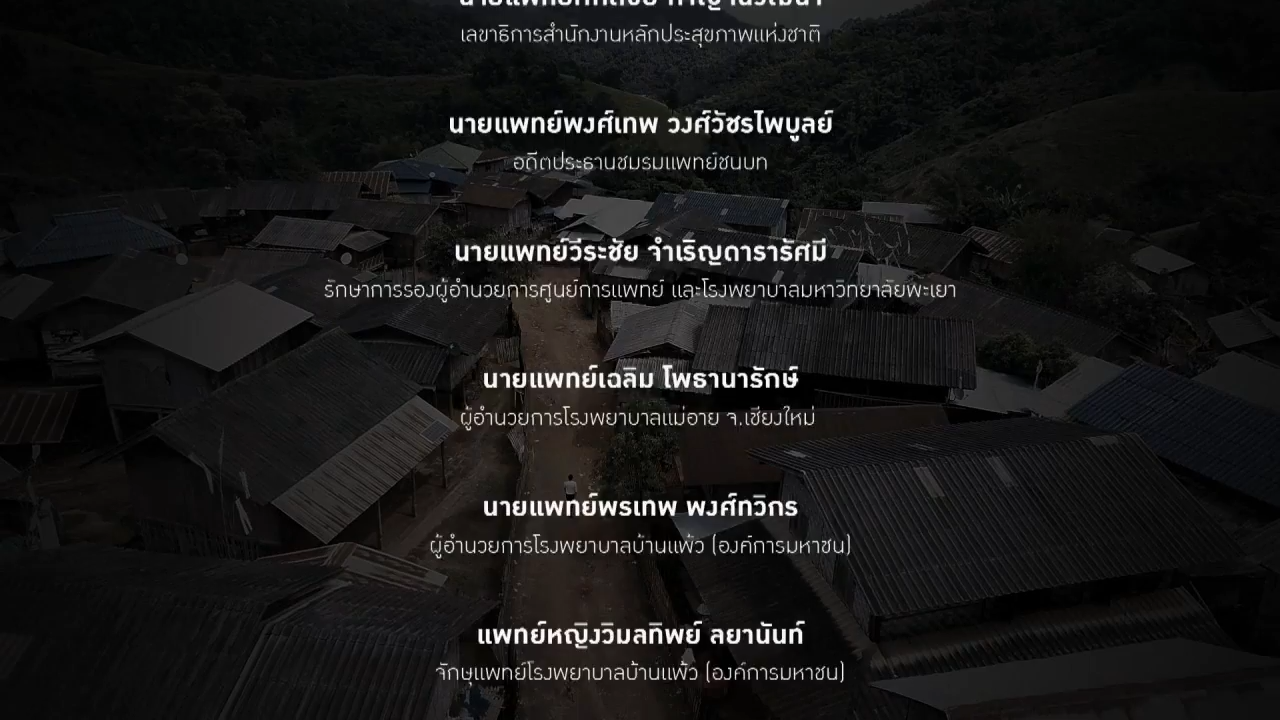 เลขาธิการสำนักงานหลักประสุขภาพแห่งชาติ
นายแพทย์พงศ์เทพ วงศ์วัชรไพบูลย์
อดีตประธานชมรมแพทย์ชนบท
นายแพทย์วีระชัย จำเริญดารารัศมี
รักษาการรองผู้อำนวยการศูนย์การแพทย์ และโรงพยาบาลมหาวิทยาลัยพะเยา
นายแพทย์เฉลิม โพธานารักษ์
ผู้อำนวยการโรงพยาบาลแม่อาย จ.เชียงใหม่
นายแพทย์พรเทพ พงศ์ทวิกร
ผู้อำนวยการโรงพยาบาลบ้านแพ้ว (องค์การมหาชน)
แพทย์หญิงวิมลทิพย์ ลยานันท์
จักษุแพทย์โรงพยาบาลบ้านแพ้ว (องค์การมหาชน)